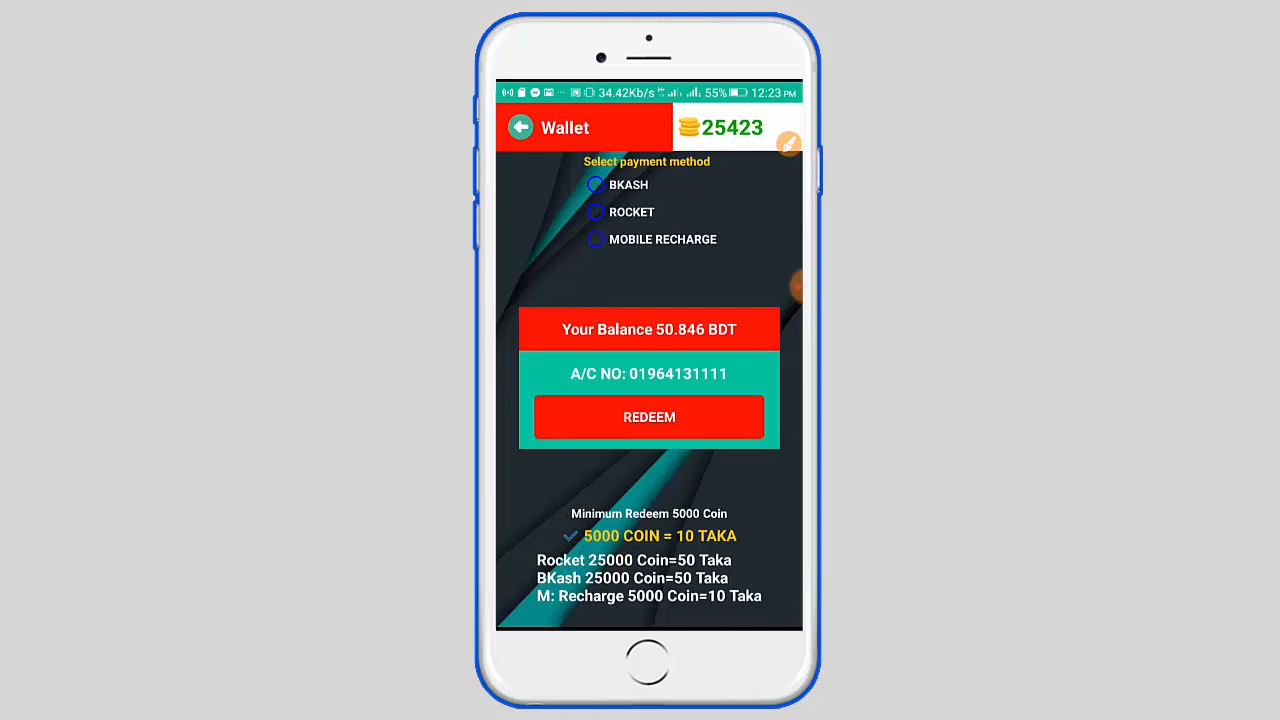 34.42Kb/s 55% 12:23 PM
Wallet 25423
Select payment method
BKASH
ROCKET
MOBILE RECHARGE
Your Balance 50.846 BDT
A/C NO: 01964131111
REDEEM
Minimum Redeem 5000 Coin
5000 COIN = 10 TAKA
Rocket 25000 Coin=50 Taka
BKash 25000 Coin=50 Taka
M: Recharge 5000 Coin=10 Taka